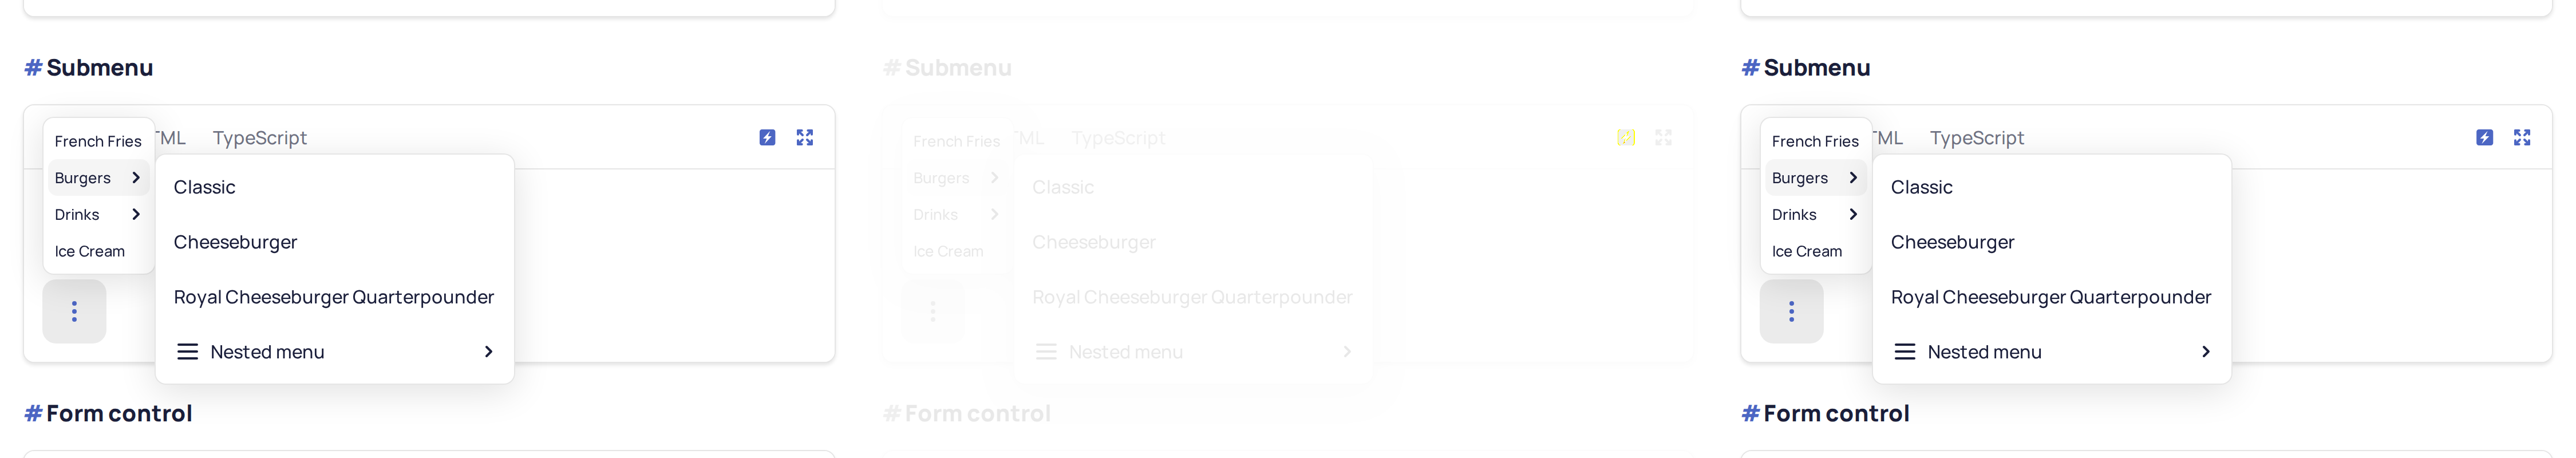 #Submenu
French Fries
TML TypeScript
Burgers
Classic
Drinks
Cheeseburger
Ice Cream
Royal Cheeseburger Quarterpounder
Nested menu
#Form control
#Submenu
French Fries
ML TypeScript
Burgers
Classic
Drinks
Cheeseburger
Ice Cream
Royal Cheeseburger Quarterpounder
Nested menu
#Form control
#Submenu
French Fries
TML TypeScript
Burgers
Classic
Drinks
Cheeseburger
Ice Cream
Royal Cheeseburger Quarterpounder
Nested menu
#Form control